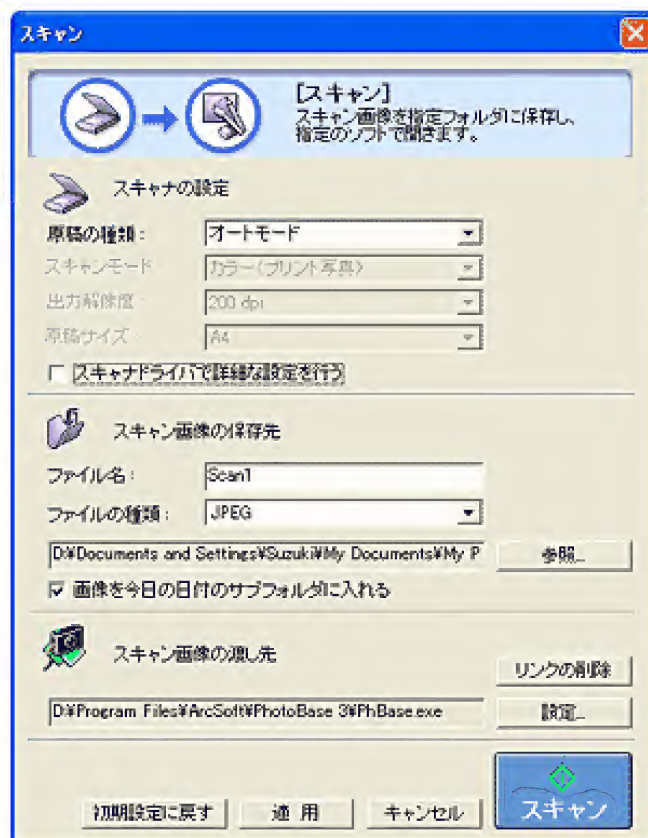 スキャン
[スキャン]
スキャン画像を指定フォルダに保存し、
指定のソフトで開きます。
スキャナの設定
原稿の種類： オートモード
スキャンモード カラー（プリント写真）
出力解像度： 200 dpi
原稿サイズ： A4
スキャナドライバで詳細な設定を行う
スキャン画像の保存先
ファイル名： Scan1
ファイルの種類： JPEG
D:¥Documents and Settings¥Suzuki¥My Documents¥My P 参照...
画像を今日の日付のサブフォルダに入れる
スキャン画像の渡し先
リンクの削除
D:¥Program Files¥ArcSoft¥PhotoBase 3¥PhBase.exe 設定...
初期設定に戻す 適 用 キャンセル スキャン